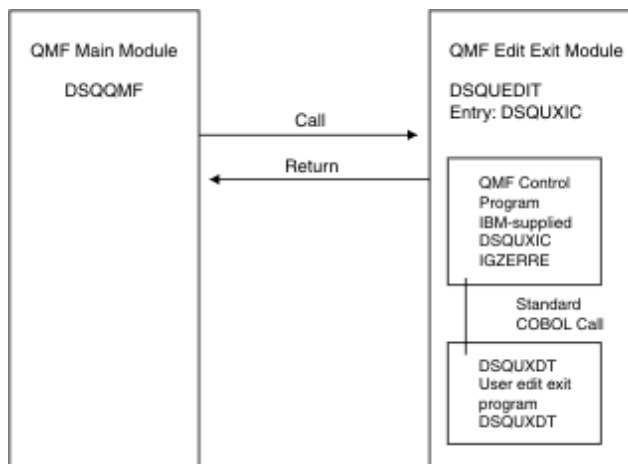 QMF Main Module
DSQQMF
Call
Return
QMF Edit Exit Module
DSQUEDIT
Entry: DSQUXIC
QMF Control
Program
IBM-supplied
DSQUXIC
IGZERRE
Standard
COBOL Call
DSQUXDT
User edit exit
program
DSQUXDT